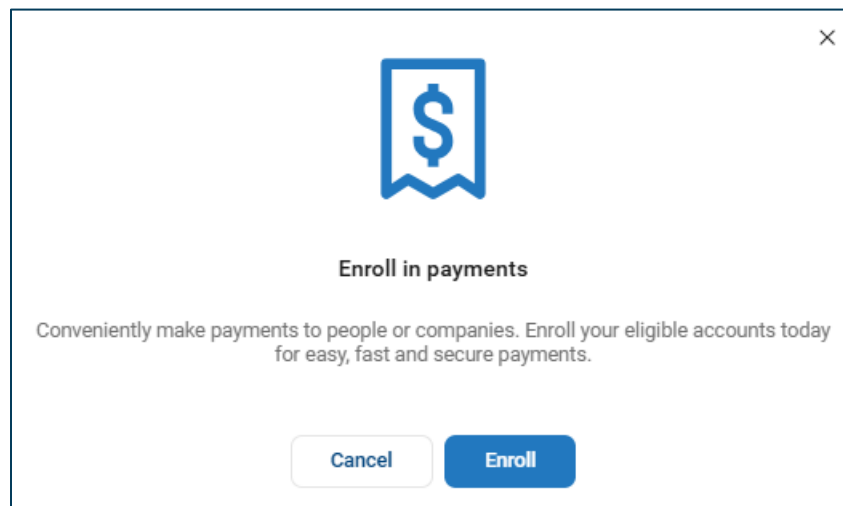 $
Enroll in payments
Conveniently make payments to people or companies. Enroll your eligible accounts today
for easy, fast and secure payments.
Cancel
Enroll